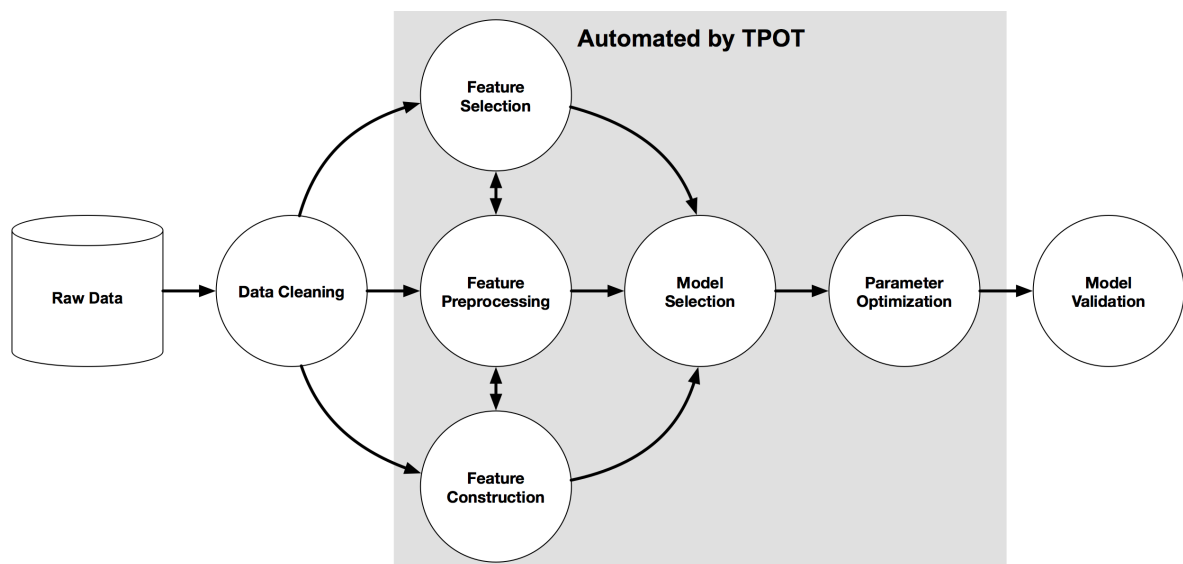 Automated by TPOT
Feature
Selection
Raw Data
Data Cleaning
Feature
Preprocessing
Model
Selection
Parameter
Optimization
Model
Validation
Feature
Construction